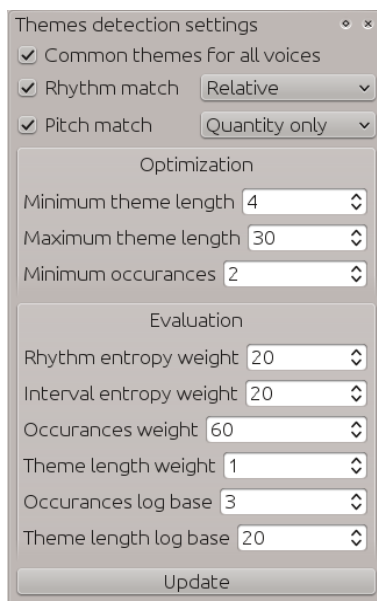 Themes detection settings
Common themes for all voices
Rhythm match Relative
Pitch match Quantity only
Optimization
Minimum theme length 4
Maximum theme length 30
Minimum occurances 2
Evaluation
Rhythm entropy weight 20
Interval entropy weight 20
Occurances weight 60
Theme length weight 1
Occurances log base 3
Theme length log base 20
Update